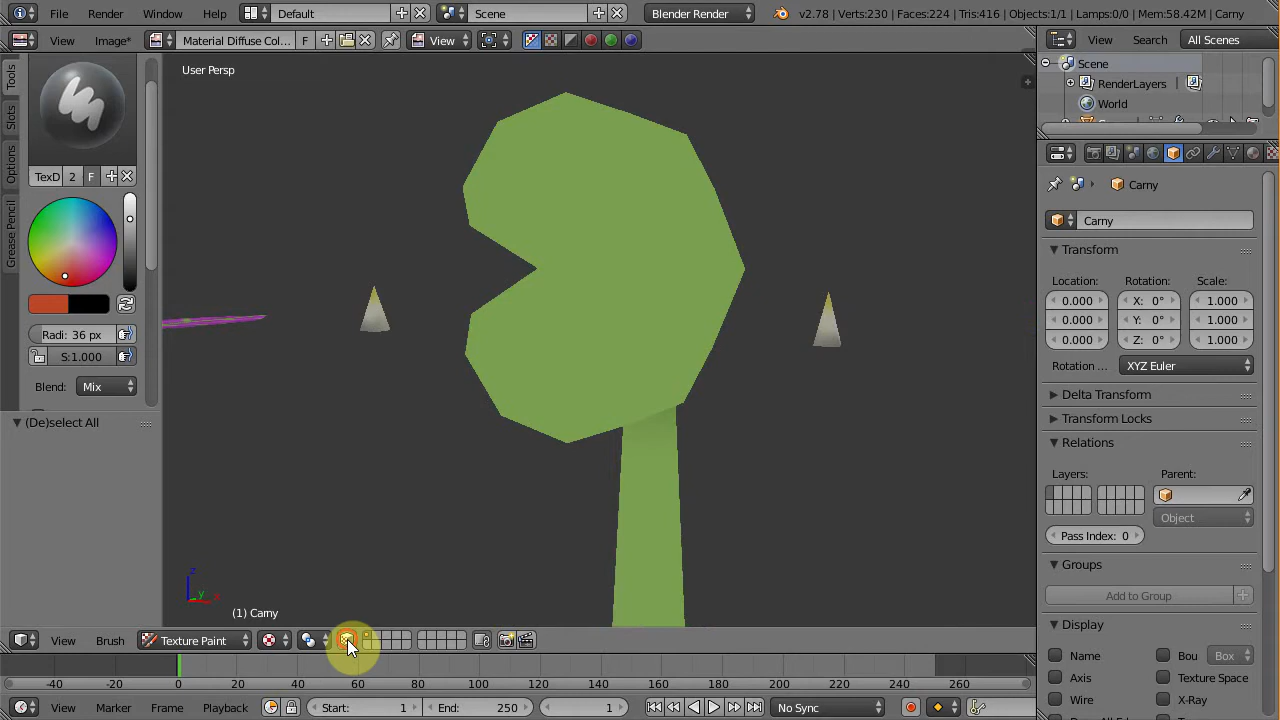 File Render Window Help Default Scene Blender Render v2.78 | Verts:230 | Faces:224 | Tris:416 | Objects:1/1 | Lamps:0/0 | Mem:58.42M | Carny
View Image* Material Diffuse Col... F View View Search All Scenes
Tools
Slots
Options
Grease Pencil
User Persp
Scene
RenderLayers
World
TexD 2 F
Carny
Carny
Transform
Location: Rotation: Scale:
0.000 X: 0° 1.000
0.000 Y: 0° 1.000
0.000 Z: 0° 1.000
Radi: 36 px
S:1.000
Rotation ... XYZ Euler
Blend: Mix
Delta Transform
Transform Locks
(De)select All
Relations
Layers: Parent:
Object
Pass Index: 0
Groups
Add to Group
z
y
x
(1) Carny
Display
View Brush Texture Paint
Name Bou Box
Axis Texture Space
Wire X-Ray
-40 -20 0 20 40 60 80 100 120 140 160 180 200 220 240 260
View Marker Frame Playback Start: 1 End: 250 1 No Sync